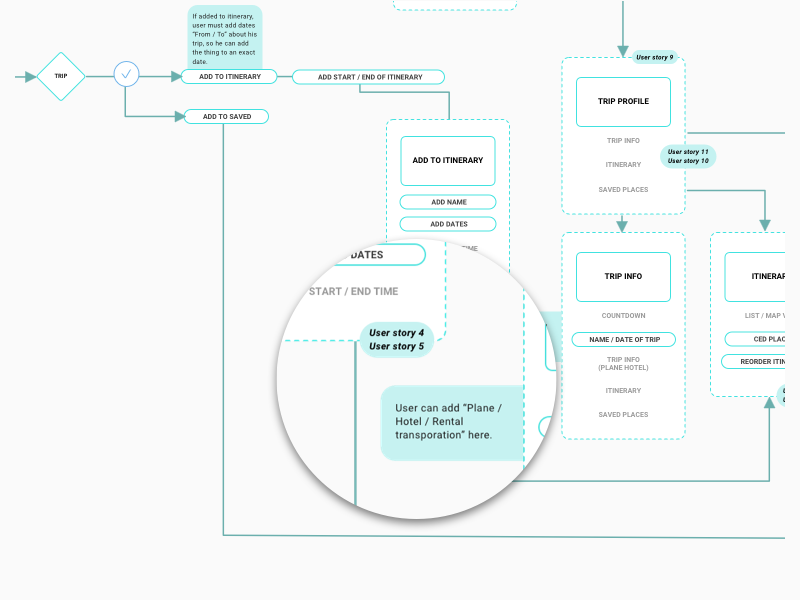 If added to itinerary,
user must add dates
“From / To” about his
trip, so he can add
the thing to an exact
date.
TRIP
ADD TO ITINERARY
ADD START / END OF ITINERARY
ADD TO SAVED
ADD TO ITINERARY
ADD NAME
ADD DATES
DATES
START / END TIME
User story 4
User story 5
User can add “Plane /
Hotel / Rental
transporation” here.
User story 9
TRIP PROFILE
TRIP INFO
ITINERARY
SAVED PLACES
User story 11
User story 10
TRIP INFO
COUNTDOWN
NAME / DATE OF TRIP
TRIP INFO
(PLANE HOTEL)
ITINERARY
SAVED PLACES
ITINERAR
LIST / MAP V
CED PLAC
REORDER ITIN